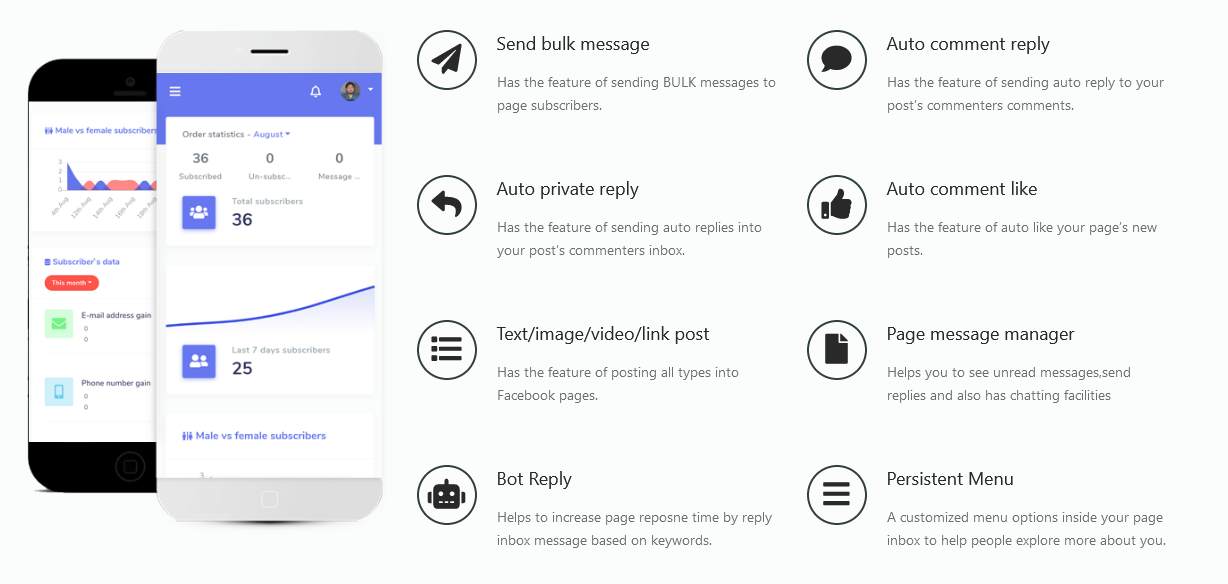 Male vs female subscribers
3
2
1
0
4th Aug
12th Aug
14th Aug
16th Aug
18th Aug
Subscriber's data
This month
E-mail address gain
0
0
Phone number gain
0
0
Order statistics - August
36 0 0
Subscribed Un-subsc... Message ...
Total subscribers
36
Last 7 days subscribers
25
Male vs female subscribers
3
Send bulk message
Has the feature of sending BULK messages to
page subscribers.
Auto comment reply
Has the feature of sending auto reply to your
post's commenters comments.
Auto private reply
Has the feature of sending auto replies into
your post's commenters inbox.
Auto comment like
Has the feature of auto like your page's new
posts.
Text/image/video/link post
Has the feature of posting all types into
Facebook pages.
Page message manager
Helps you to see unread messages,send
replies and also has chatting facilities
Bot Reply
Helps to increase page reposne time by reply
inbox message based on keywords.
Persistent Menu
A customized menu options inside your page
inbox to help people explore more about you.